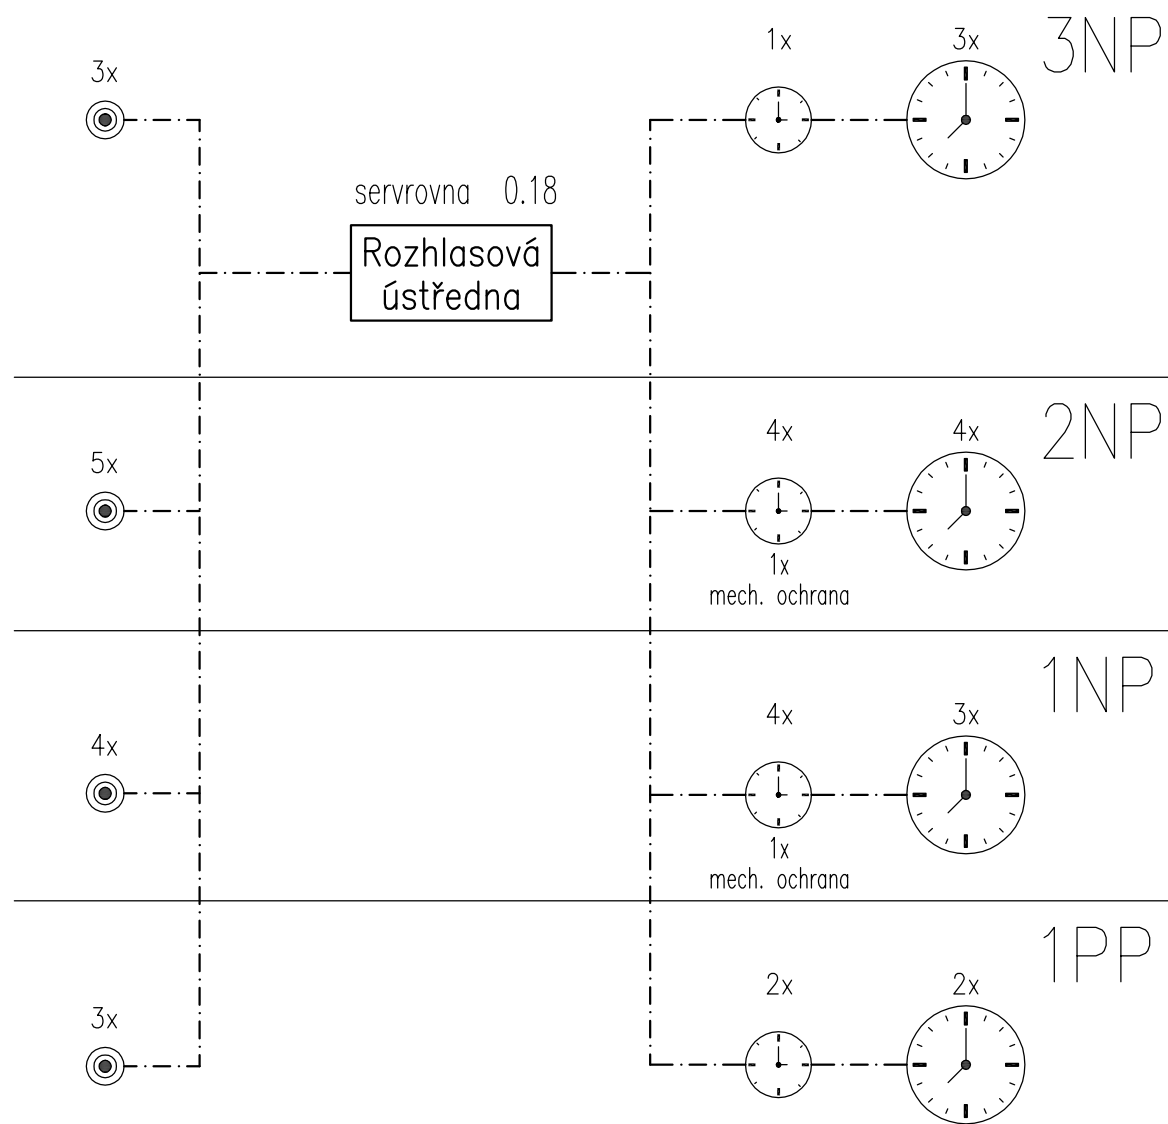 1x
3x
3NP
3x
servrovna 0.18
Rozhlasová
ústředna
4x
4x
2NP
5x
1x
mech. ochrana
4x
3x
1NP
4x
1x
mech. ochrana
2x
2x
1PP
3x